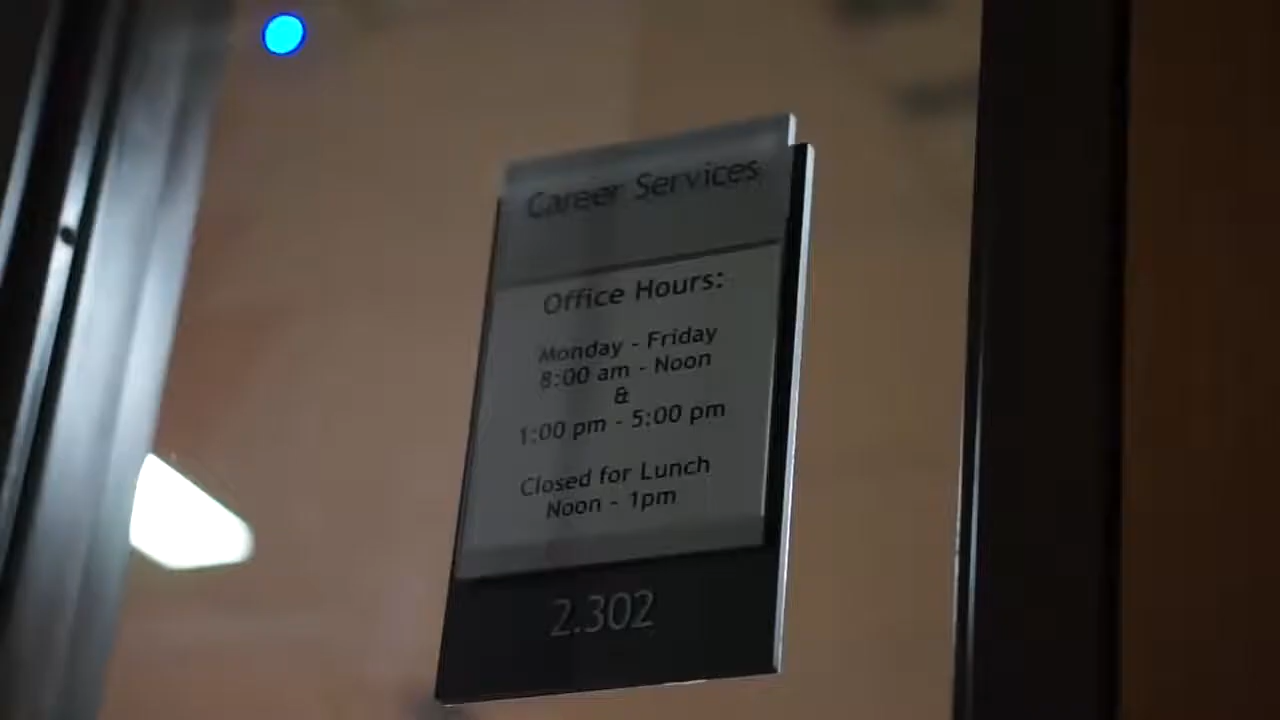 Career Services
Office Hours:
Monday - Friday
8:00 am - Noon
&
1:00 pm - 5:00 pm
Closed for Lunch
Noon - 1pm
2.302